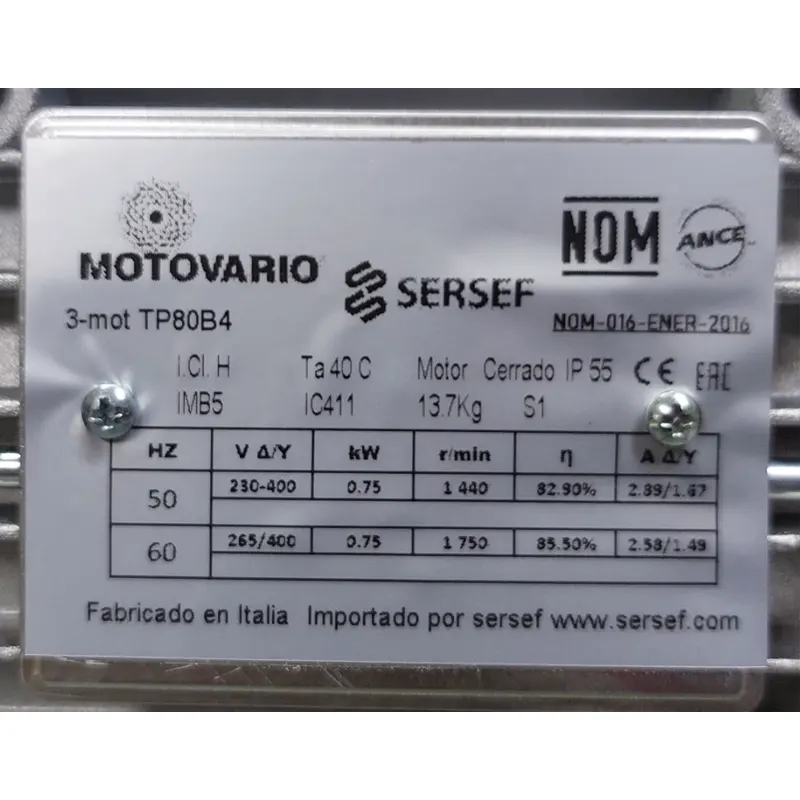 MOTOVARIO
SERSEF
NOM
ANCE
3-mot TP80B4
NOM-016-ENER-2016
I.Cl. H Ta 40 C Motor Cerrado IP 55 CE EAC
IMB5 IC411 13.7Kg S1
HZ V Δ/Y kW r/min η A Δ/Y
50 230-400 0.75 1 440 82.90% 2.89/1.67
60 265/400 0.75 1 750 85.50% 2.58/1.49
Fabricado en Italia Importado por sersef www.sersef.com